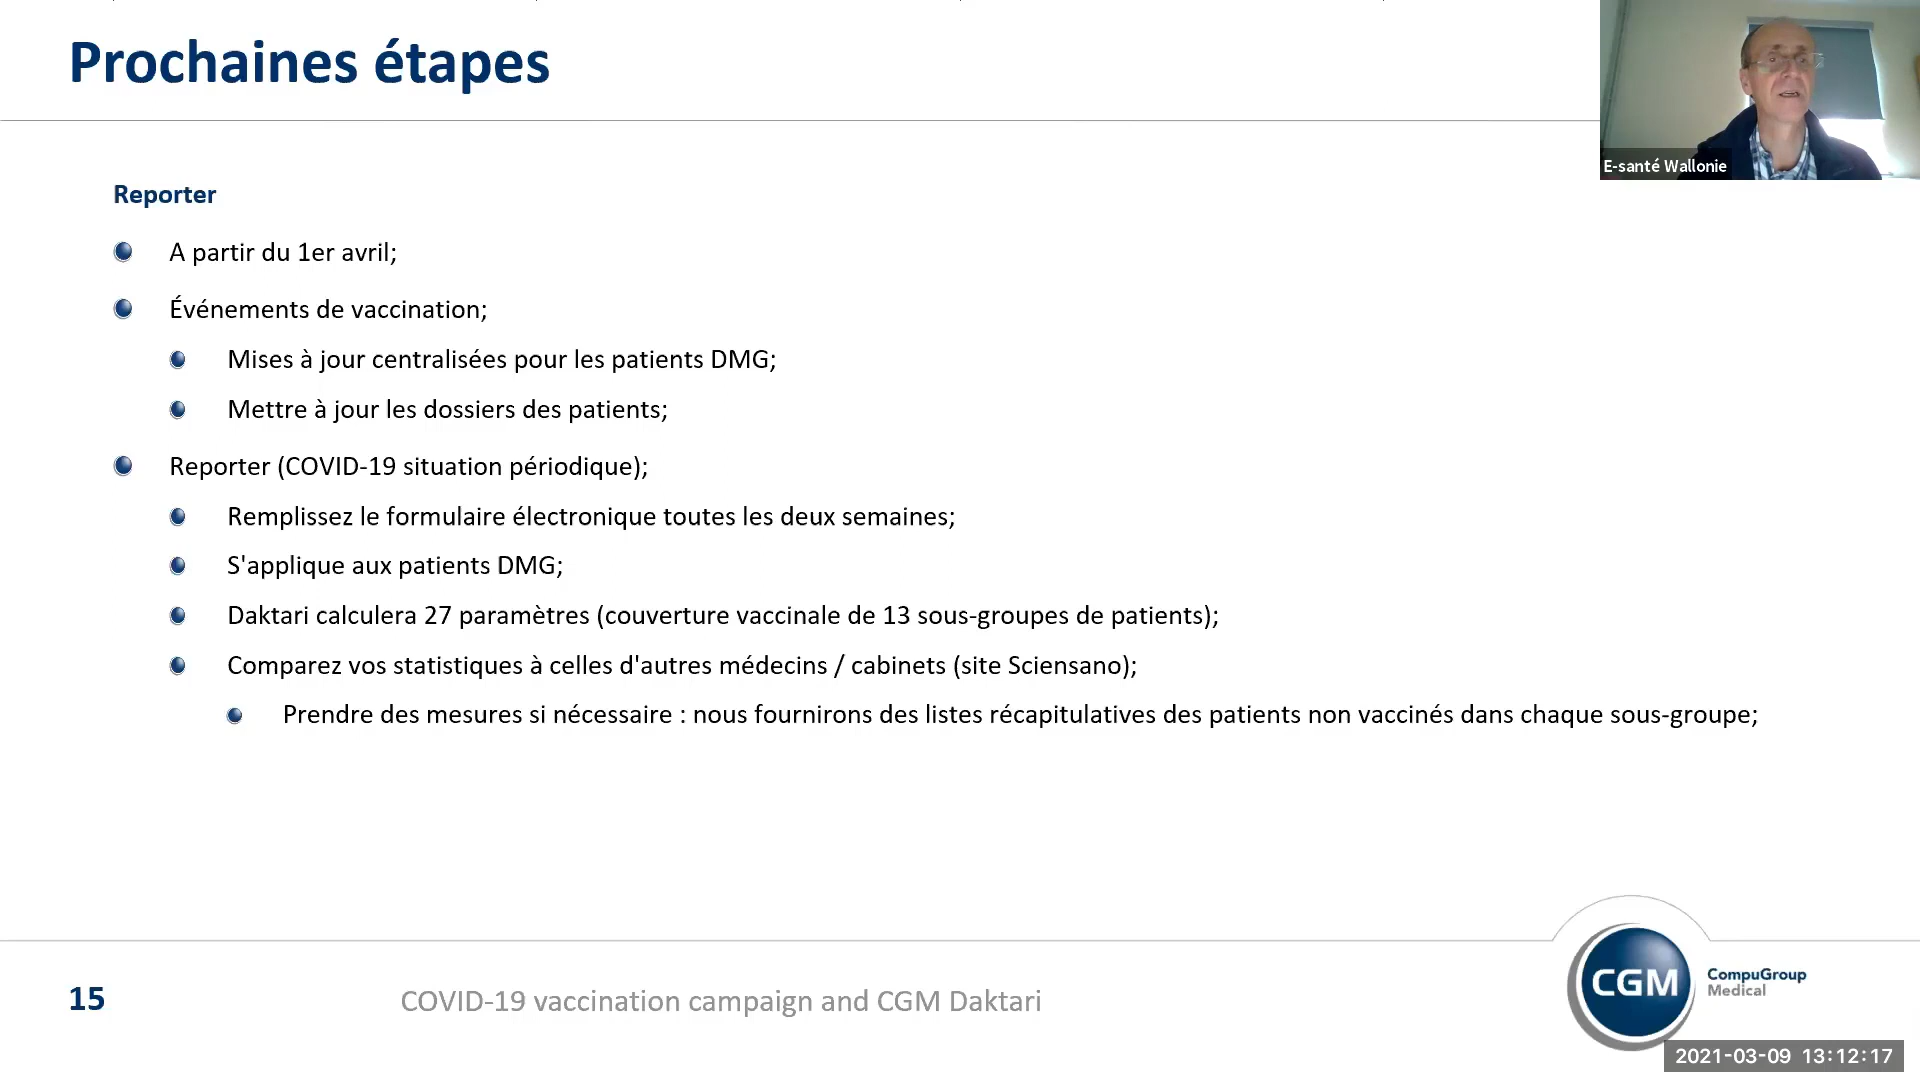 Prochaines étapes
E-santé Wallonie
Reporter
A partir du 1er avril;
Événements de vaccination;
Mises à jour centralisées pour les patients DMG;
Mettre à jour les dossiers des patients;
Reporter (COVID-19 situation périodique);
Remplissez le formulaire électronique toutes les deux semaines;
S'applique aux patients DMG;
Daktari calculera 27 paramètres (couverture vaccinale de 13 sous-groupes de patients);
Comparez vos statistiques à celles d'autres médecins / cabinets (site Sciensano);
Prendre des mesures si nécessaire : nous fournirons des listes récapitulatives des patients non vaccinés dans chaque sous-groupe;
15
COVID-19 vaccination campaign and CGM Daktari
CGM
CompuGroup
Medical
2021-03-09 13:12:17